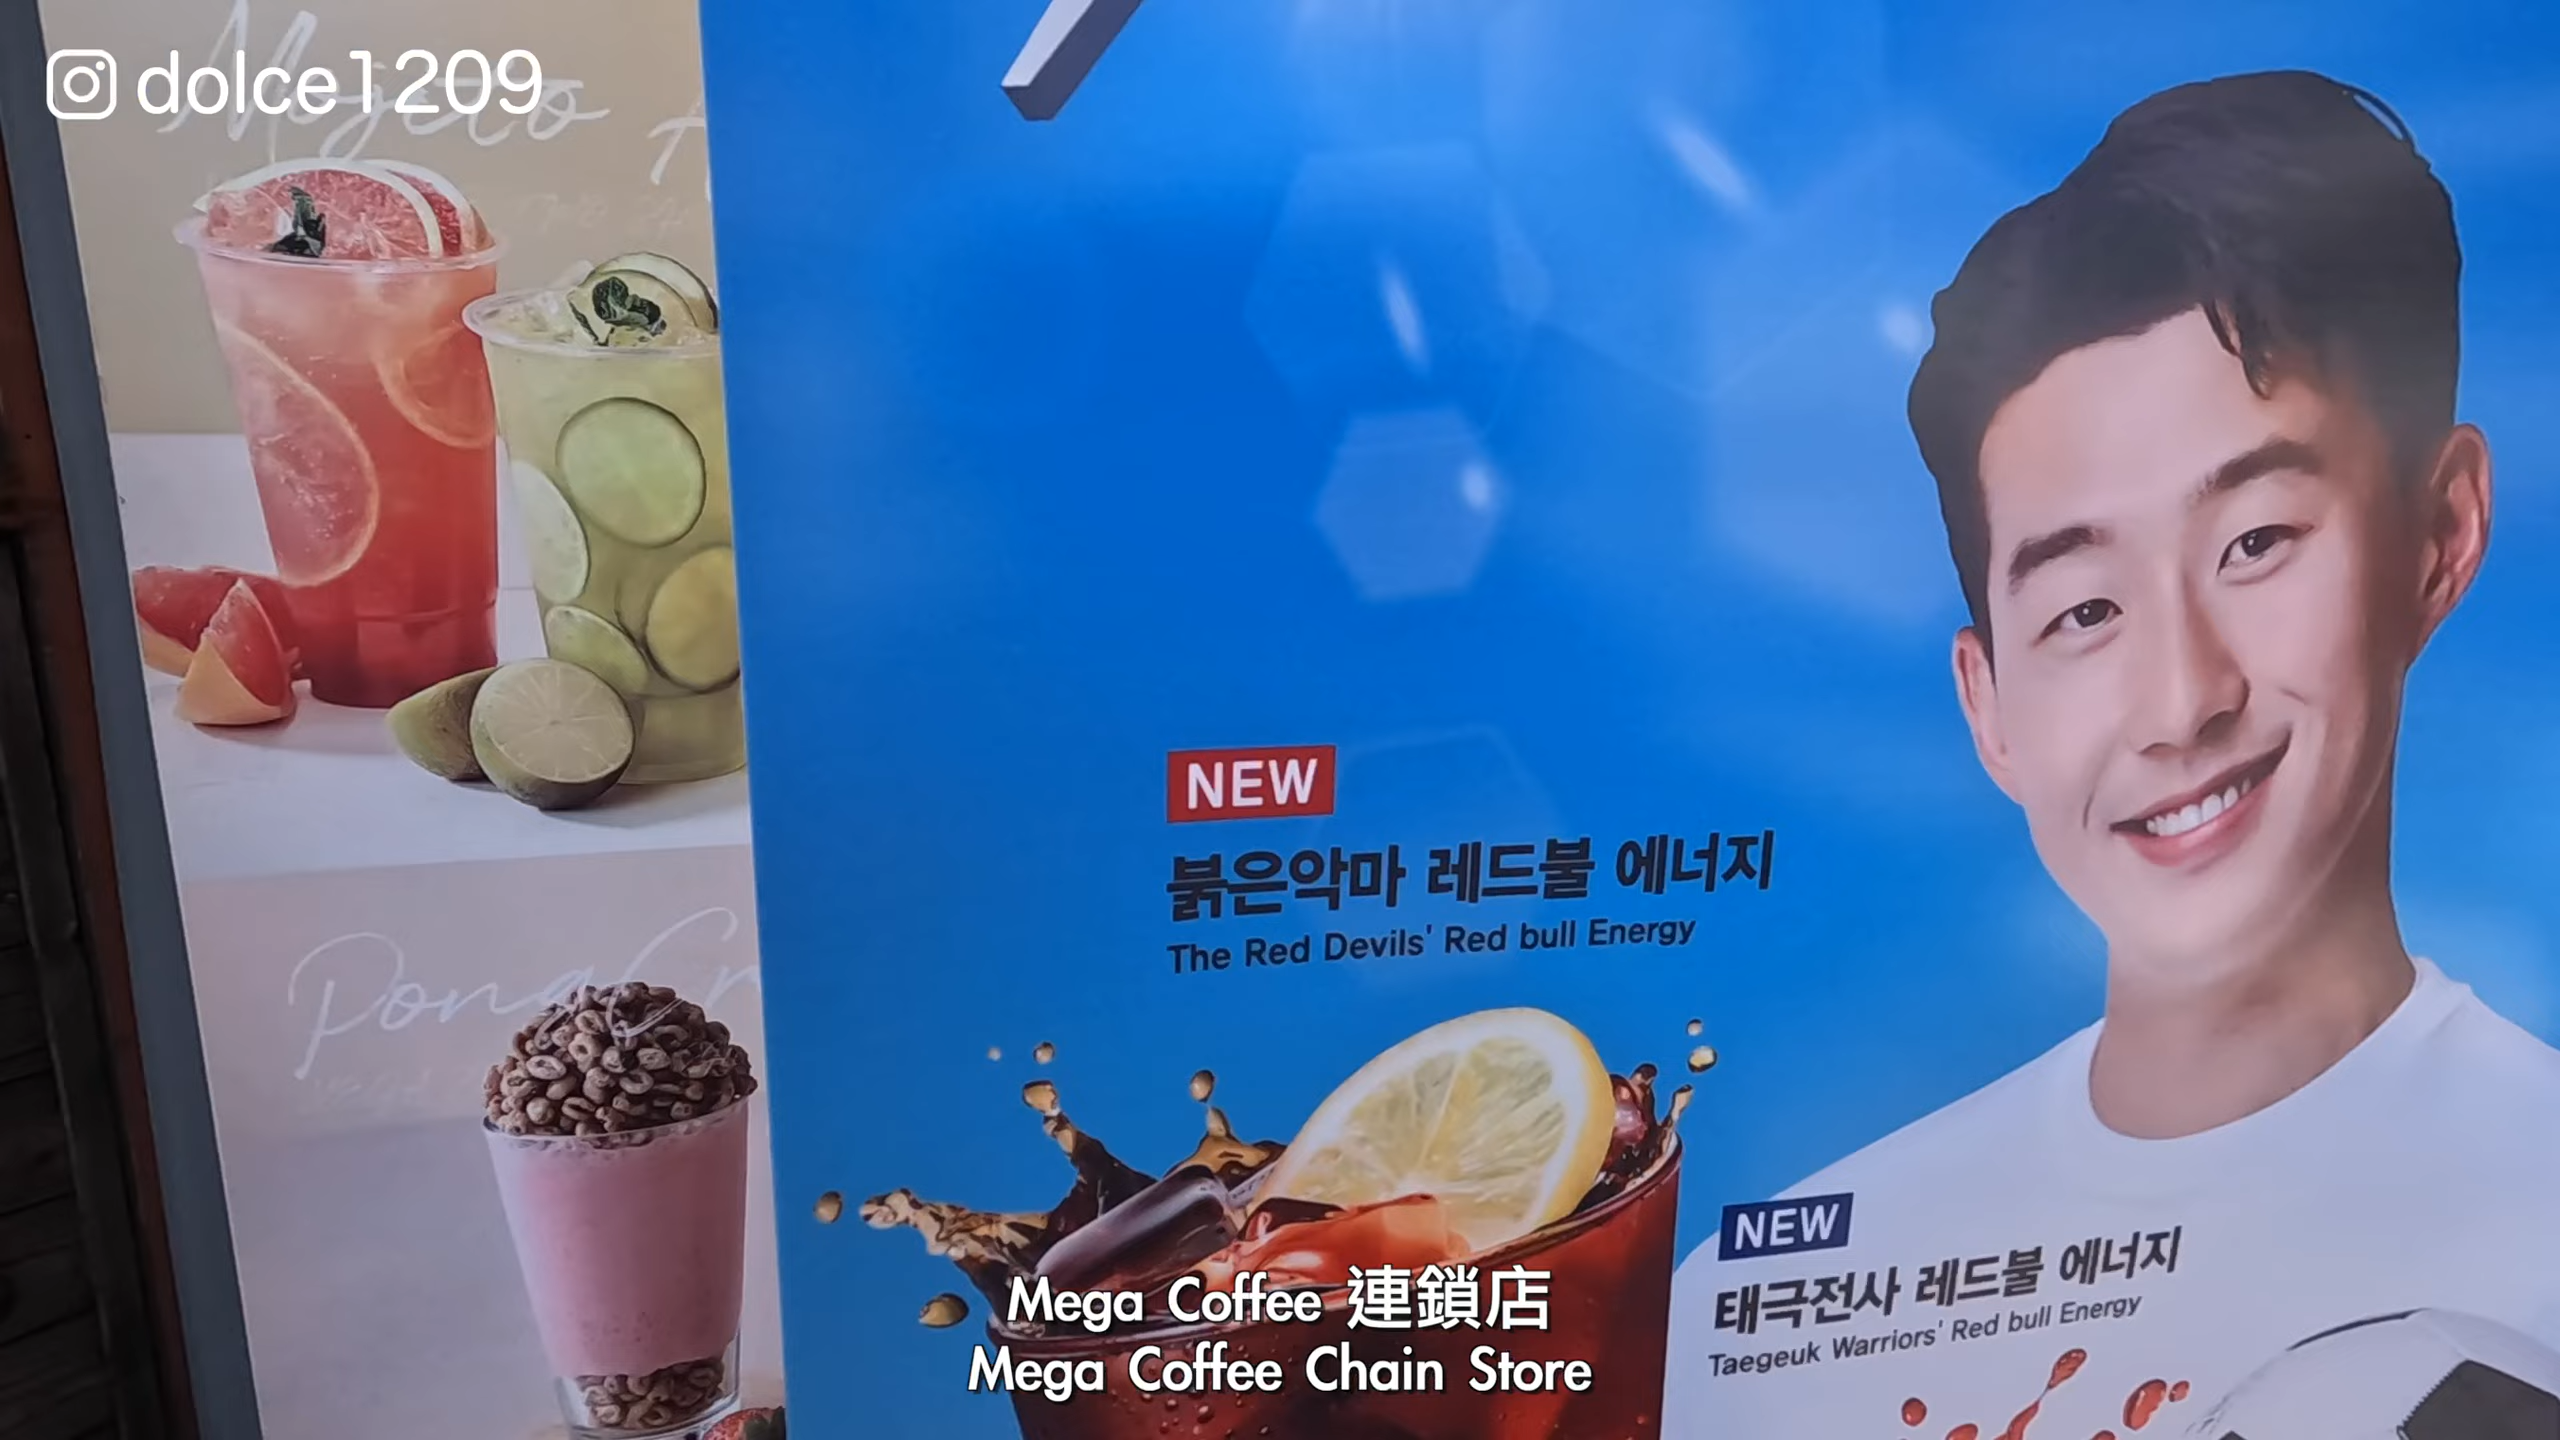 dolce1209
Mojito
NEW
붉은악마 레드불 에너지
The Red Devils' Red bull Energy
NEW
태극전사 레드불 에너지
Taegeuk Warriors' Red bull Energy
Mega Coffee 連鎖店
Mega Coffee Chain Store